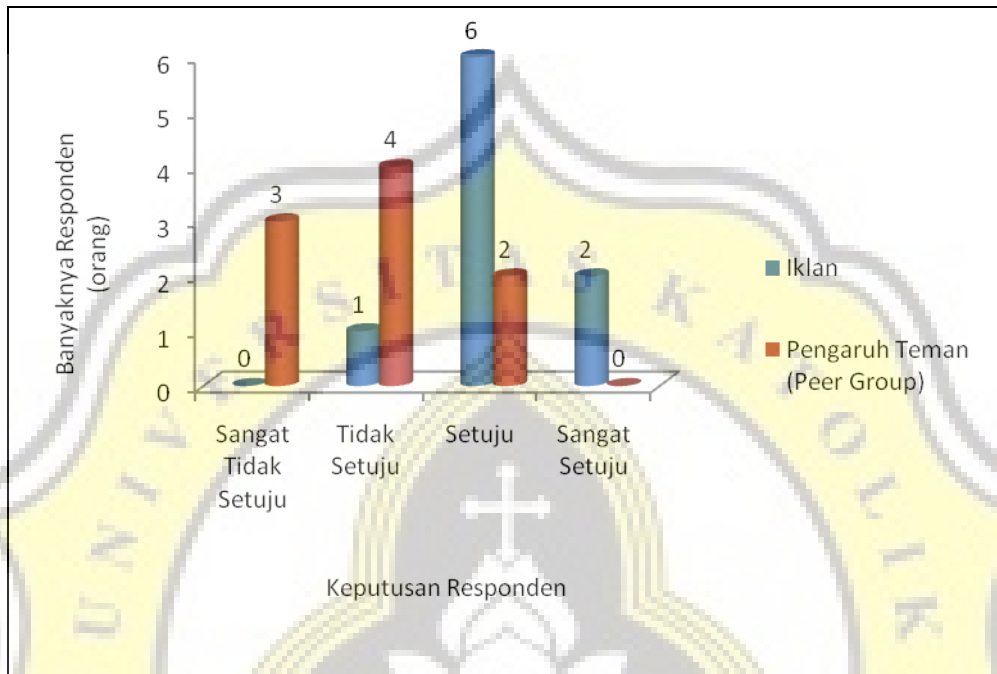 6
6
5
4
4
3
3
2
2
2
1
1
0
0
0
Banyaknya Responden
(orang)
Sangat
Tidak
Setuju
Tidak
Setuju
Setuju
Sangat
Setuju
Keputusan Responden
Iklan
Pengaruh Teman
(Peer Group)